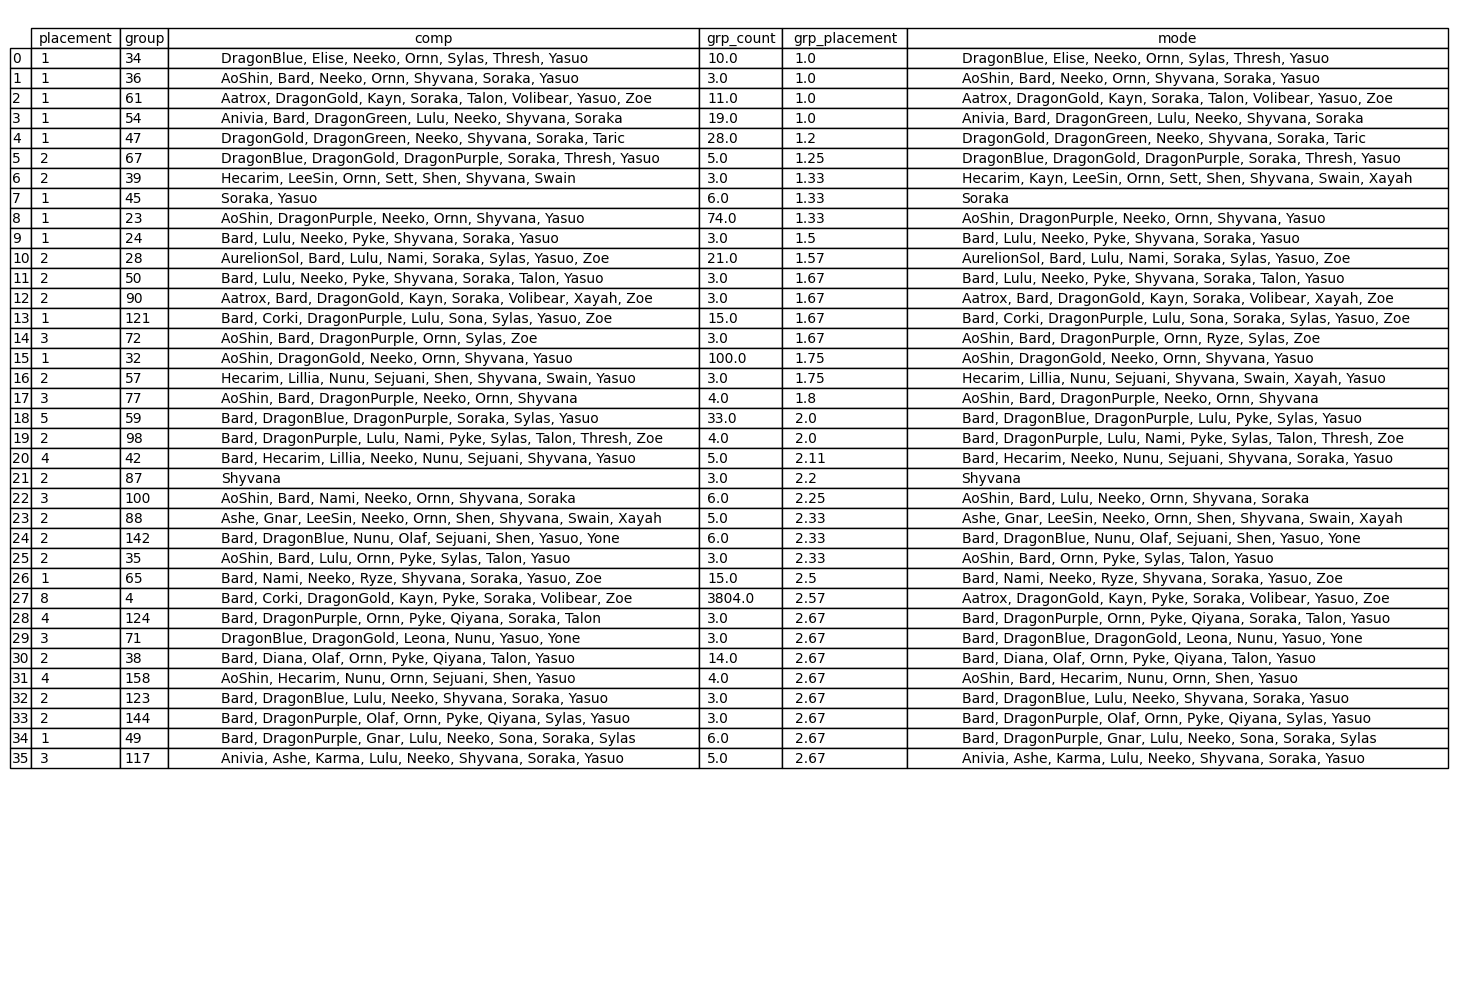 placement group comp grp_count grp_placement mode
0 1 34 DragonBlue, Elise, Neeko, Ornn, Sylas, Thresh, Yasuo 10.0 1.0 DragonBlue, Elise, Neeko, Ornn, Sylas, Thresh, Yasuo
1 1 36 AoShin, Bard, Neeko, Ornn, Shyvana, Soraka, Yasuo 3.0 1.0 AoShin, Bard, Neeko, Ornn, Shyvana, Soraka, Yasuo
2 1 61 Aatrox, DragonGold, Kayn, Soraka, Talon, Volibear, Yasuo, Zoe 11.0 1.0 Aatrox, DragonGold, Kayn, Soraka, Talon, Volibear, Yasuo, Zoe
3 1 54 Anivia, Bard, DragonGreen, Lulu, Neeko, Shyvana, Soraka 19.0 1.0 Anivia, Bard, DragonGreen, Lulu, Neeko, Shyvana, Soraka
4 1 47 DragonGold, DragonGreen, Neeko, Shyvana, Soraka, Taric 28.0 1.2 DragonGold, DragonGreen, Neeko, Shyvana, Soraka, Taric
5 2 67 DragonBlue, DragonGold, DragonPurple, Soraka, Thresh, Yasuo 5.0 1.25 DragonBlue, DragonGold, DragonPurple, Soraka, Thresh, Yasuo
6 2 39 Hecarim, LeeSin, Ornn, Sett, Shen, Shyvana, Swain 3.0 1.33 Hecarim, Kayn, LeeSin, Ornn, Sett, Shen, Shyvana, Swain, Xayah
7 1 45 Soraka, Yasuo 6.0 1.33 Soraka
8 1 23 AoShin, DragonPurple, Neeko, Ornn, Shyvana, Yasuo 74.0 1.33 AoShin, DragonPurple, Neeko, Ornn, Shyvana, Yasuo
9 1 24 Bard, Lulu, Neeko, Pyke, Shyvana, Soraka, Yasuo 3.0 1.5 Bard, Lulu, Neeko, Pyke, Shyvana, Soraka, Yasuo
10 2 28 AurelionSol, Bard, Lulu, Nami, Soraka, Sylas, Yasuo, Zoe 21.0 1.57 AurelionSol, Bard, Lulu, Nami, Soraka, Sylas, Yasuo, Zoe
11 2 50 Bard, Lulu, Neeko, Pyke, Shyvana, Soraka, Talon, Yasuo 3.0 1.67 Bard, Lulu, Neeko, Pyke, Shyvana, Soraka, Talon, Yasuo
12 2 90 Aatrox, Bard, DragonGold, Kayn, Soraka, Volibear, Xayah, Zoe 3.0 1.67 Aatrox, Bard, DragonGold, Kayn, Soraka, Volibear, Xayah, Zoe
13 1 121 Bard, Corki, DragonPurple, Lulu, Sona, Sylas, Yasuo, Zoe 15.0 1.67 Bard, Corki, DragonPurple, Lulu, Sona, Soraka, Sylas, Yasuo, Zoe
14 3 72 AoShin, Bard, DragonPurple, Ornn, Sylas, Zoe 3.0 1.67 AoShin, Bard, DragonPurple, Ornn, Ryze, Sylas, Zoe
15 1 32 AoShin, DragonGold, Neeko, Ornn, Shyvana, Yasuo 100.0 1.75 AoShin, DragonGold, Neeko, Ornn, Shyvana, Yasuo
16 2 57 Hecarim, Lillia, Nunu, Sejuani, Shen, Shyvana, Swain, Yasuo 3.0 1.75 Hecarim, Lillia, Nunu, Sejuani, Shyvana, Swain, Xayah, Yasuo
17 3 77 AoShin, Bard, DragonPurple, Neeko, Ornn, Shyvana 4.0 1.8 AoShin, Bard, DragonPurple, Neeko, Ornn, Shyvana
18 5 59 Bard, DragonBlue, DragonPurple, Soraka, Sylas, Yasuo 33.0 2.0 Bard, DragonBlue, DragonPurple, Lulu, Pyke, Sylas, Yasuo
19 2 98 Bard, DragonPurple, Lulu, Nami, Pyke, Sylas, Talon, Thresh, Zoe 4.0 2.0 Bard, DragonPurple, Lulu, Nami, Pyke, Sylas, Talon, Thresh, Zoe
20 4 42 Bard, Hecarim, Lillia, Neeko, Nunu, Sejuani, Shyvana, Yasuo 5.0 2.11 Bard, Hecarim, Neeko, Nunu, Sejuani, Shyvana, Soraka, Yasuo
21 2 87 Shyvana 3.0 2.2 Shyvana
22 3 100 AoShin, Bard, Nami, Neeko, Ornn, Shyvana, Soraka 6.0 2.25 AoShin, Bard, Lulu, Neeko, Ornn, Shyvana, Soraka
23 2 88 Ashe, Gnar, LeeSin, Neeko, Ornn, Shen, Shyvana, Swain, Xayah 5.0 2.33 Ashe, Gnar, LeeSin, Neeko, Ornn, Shen, Shyvana, Swain, Xayah
24 2 142 Bard, DragonBlue, Nunu, Olaf, Sejuani, Shen, Yasuo, Yone 6.0 2.33 Bard, DragonBlue, Nunu, Olaf, Sejuani, Shen, Yasuo, Yone
25 2 35 AoShin, Bard, Lulu, Ornn, Pyke, Sylas, Talon, Yasuo 3.0 2.33 AoShin, Bard, Ornn, Pyke, Sylas, Talon, Yasuo
26 1 65 Bard, Nami, Neeko, Ryze, Shyvana, Soraka, Yasuo, Zoe 15.0 2.5 Bard, Nami, Neeko, Ryze, Shyvana, Soraka, Yasuo, Zoe
27 8 4 Bard, Corki, DragonGold, Kayn, Pyke, Soraka, Volibear, Zoe 3804.0 2.57 Aatrox, DragonGold, Kayn, Pyke, Soraka, Volibear, Yasuo, Zoe
28 4 124 Bard, DragonPurple, Ornn, Pyke, Qiyana, Soraka, Talon 3.0 2.67 Bard, DragonPurple, Ornn, Pyke, Qiyana, Soraka, Talon, Yasuo
29 3 71 DragonBlue, DragonGold, Leona, Nunu, Yasuo, Yone 3.0 2.67 Bard, DragonBlue, DragonGold, Leona, Nunu, Yasuo, Yone
30 2 38 Bard, Diana, Olaf, Ornn, Pyke, Qiyana, Talon, Yasuo 14.0 2.67 Bard, Diana, Olaf, Ornn, Pyke, Qiyana, Talon, Yasuo
31 4 158 AoShin, Hecarim, Nunu, Ornn, Sejuani, Shen, Yasuo 4.0 2.67 AoShin, Bard, Hecarim, Nunu, Ornn, Shen, Yasuo
32 2 123 Bard, DragonBlue, Lulu, Neeko, Shyvana, Soraka, Yasuo 3.0 2.67 Bard, DragonBlue, Lulu, Neeko, Shyvana, Soraka, Yasuo
33 2 144 Bard, DragonPurple, Olaf, Ornn, Pyke, Qiyana, Sylas, Yasuo 3.0 2.67 Bard, DragonPurple, Olaf, Ornn, Pyke, Qiyana, Sylas, Yasuo
34 1 49 Bard, DragonPurple, Gnar, Lulu, Neeko, Sona, Soraka, Sylas 6.0 2.67 Bard, DragonPurple, Gnar, Lulu, Neeko, Sona, Soraka, Sylas
35 3 117 Anivia, Ashe, Karma, Lulu, Neeko, Shyvana, Soraka, Yasuo 5.0 2.67 Anivia, Ashe, Karma, Lulu, Neeko, Shyvana, Soraka, Yasuo